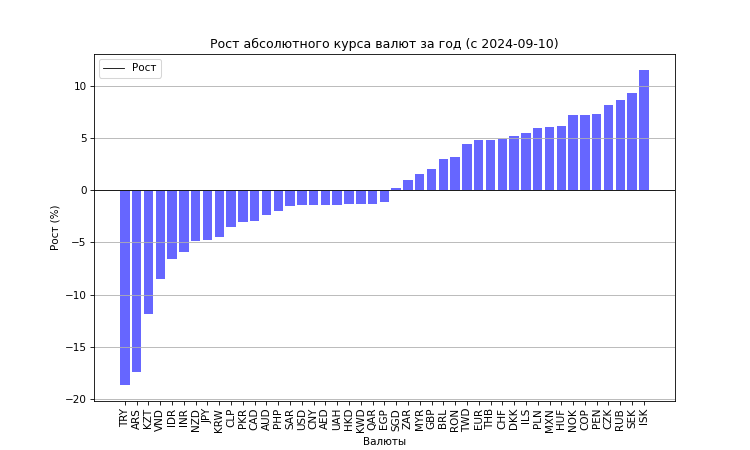 Рост абсолютного курса валют за год (с 2024-09-10)
Рост
10
5
0
−5
−10
−15
−20
Рост (%)
TRY ARS KZT VND IDR INR NZD JPY KRW CLP PKR CAD AUD PHP SAR USD CNY AED UAH HKD KWD QAR EGP SGD ZAR MYR GBP BRL RON TWD EUR THB CHF DKK ILS PLN MXN HUF NOK COP PEN CZK RUB SEK ISK
Валюты